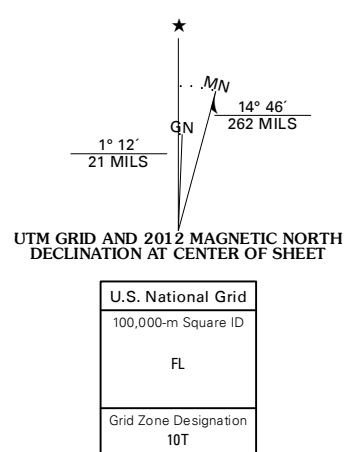 MN
14° 46´
262 MILS
GN
1° 12´
21 MILS
UTM GRID AND 2012 MAGNETIC NORTH
DECLINATION AT CENTER OF SHEET
U.S. National Grid
100,000-m Square ID
FL
Grid Zone Designation
10T